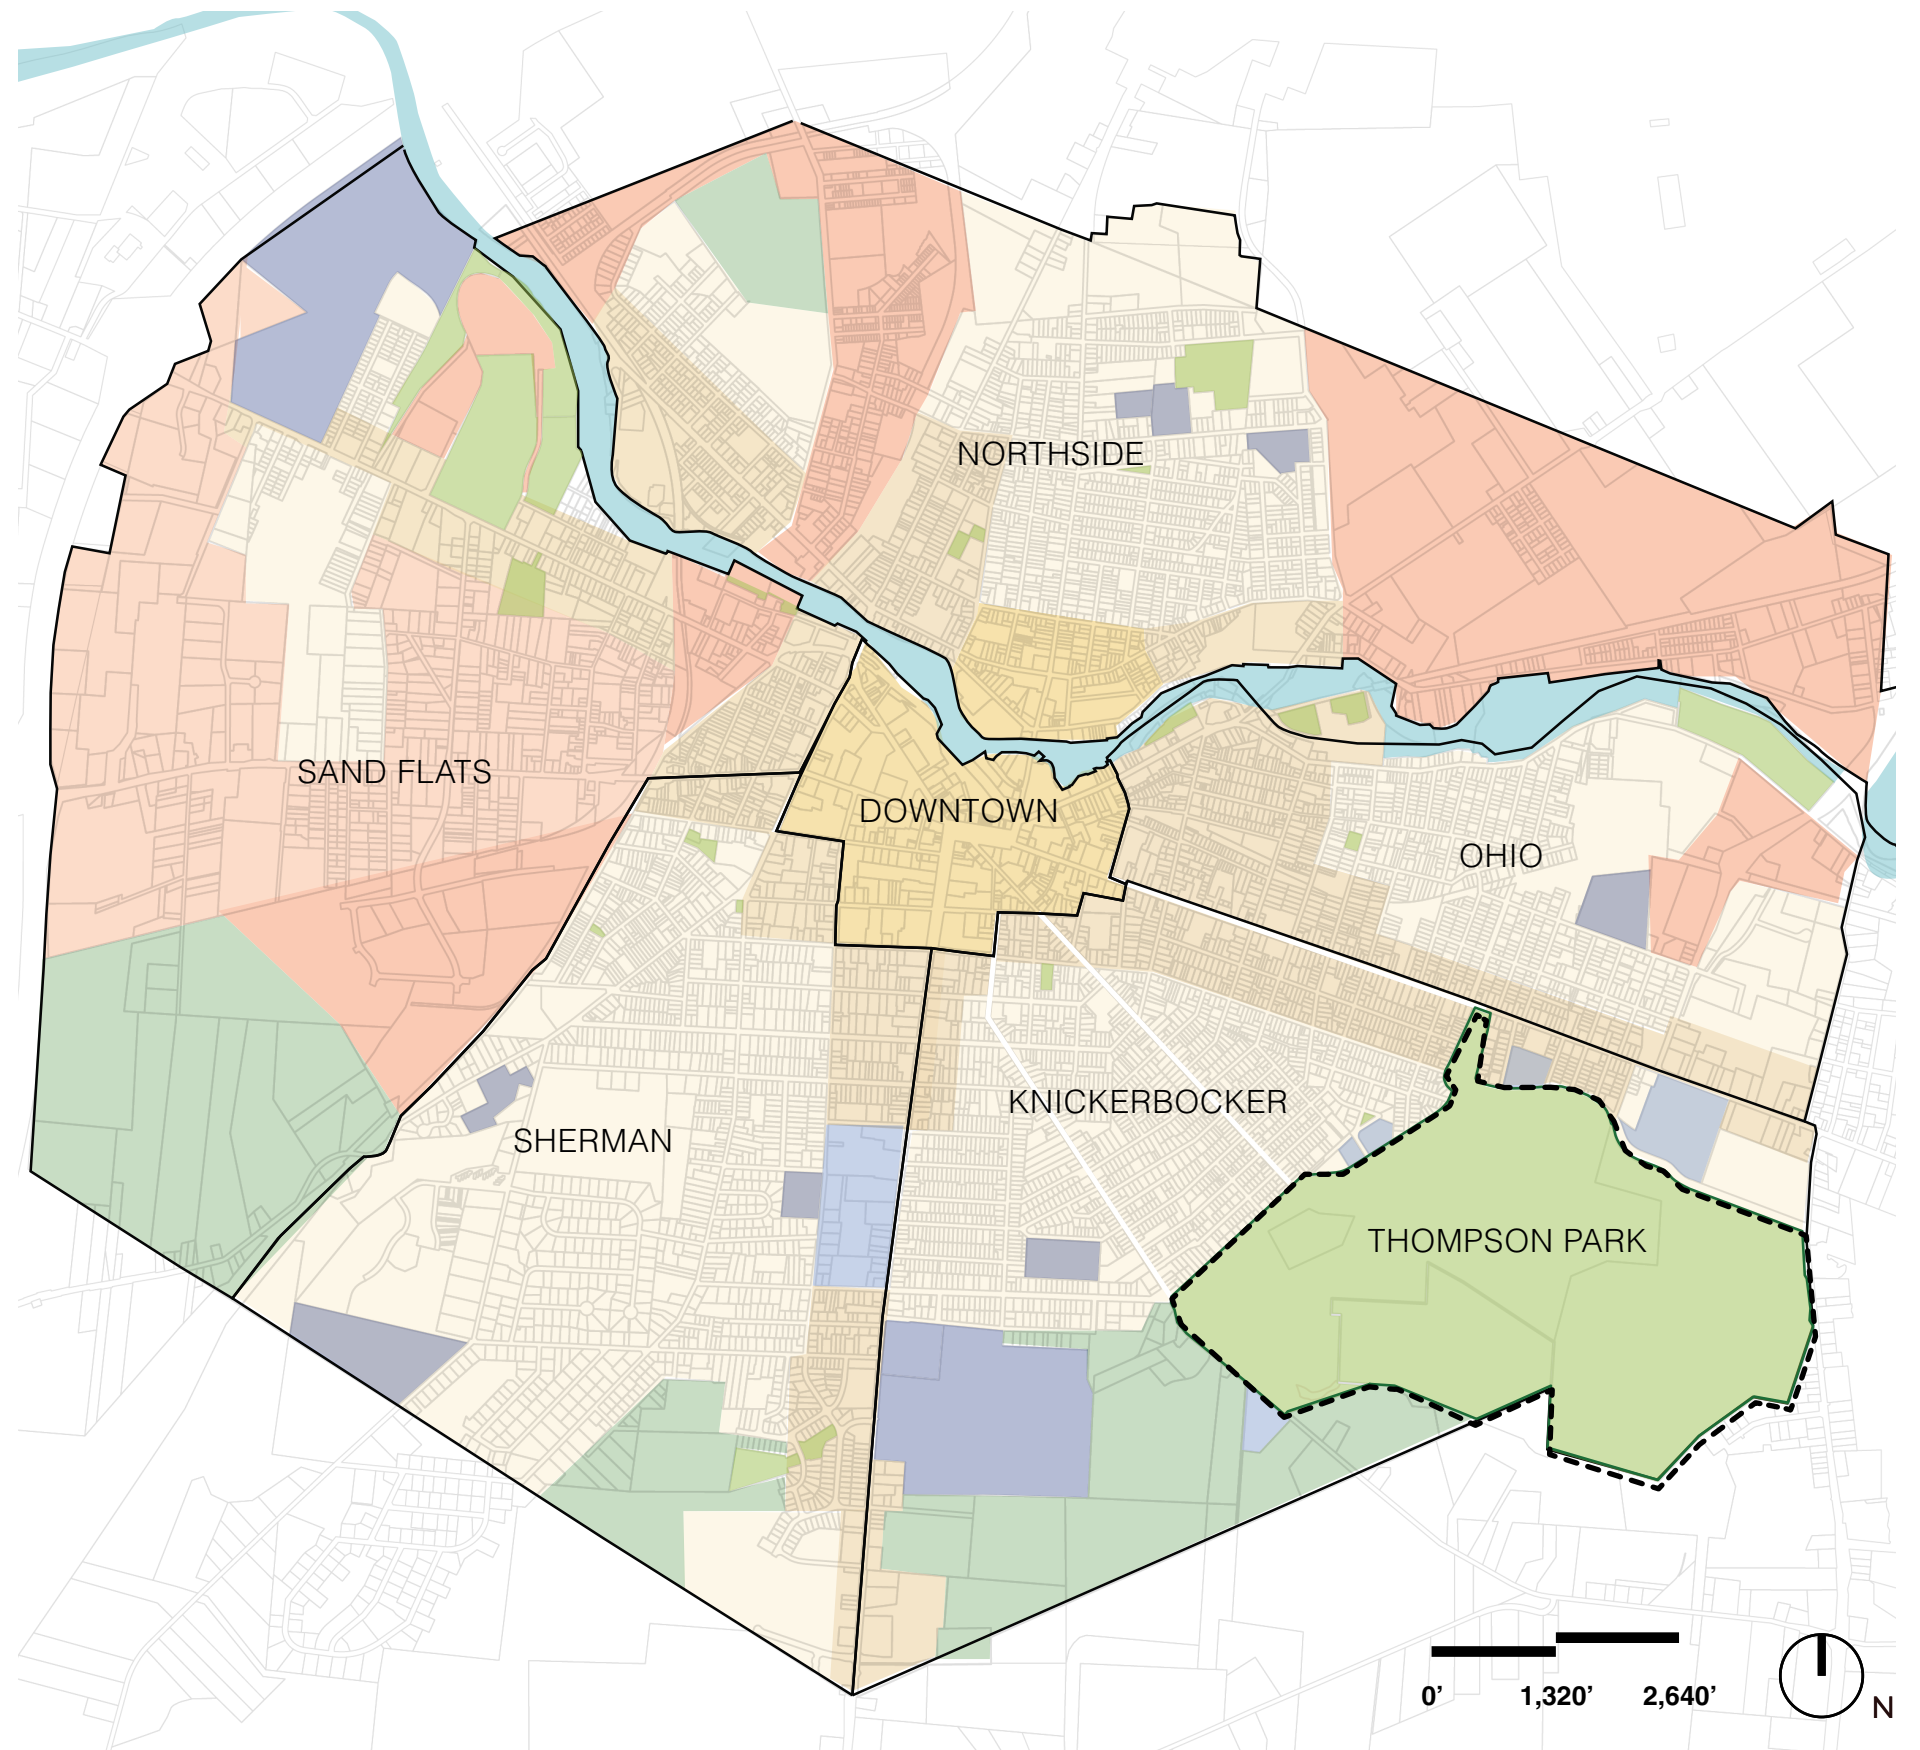 NORTHSIDE
SAND FLATS
DOWNTOWN
OHIO
KNICKERBOCKER
SHERMAN
THOMPSON PARK
0’ 1,320’ 2,640’
N